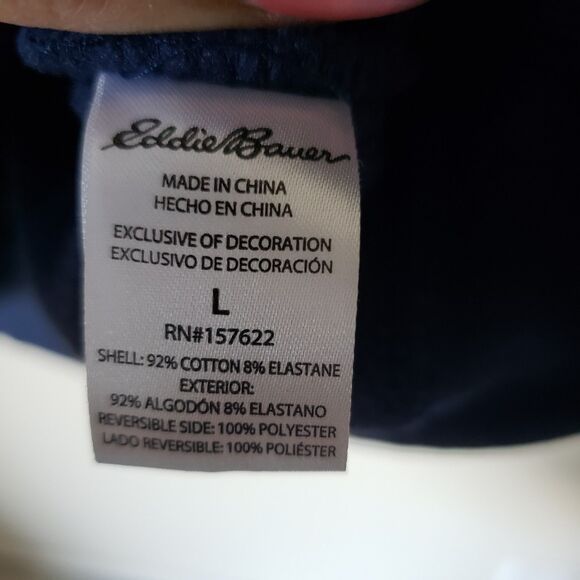 Eddie Bauer
MADE IN CHINA
HECHO EN CHINA
EXCLUSIVE OF DECORATION
EXCLUSIVO DE DECORACIÓN
L
RN#157622
SHELL: 92% COTTON 8% ELASTANE
EXTERIOR:
92% ALGODÓN 8% ELASTANO
REVERSIBLE SIDE: 100% POLYESTER
LADO REVERSIBLE: 100% POLIÉSTER